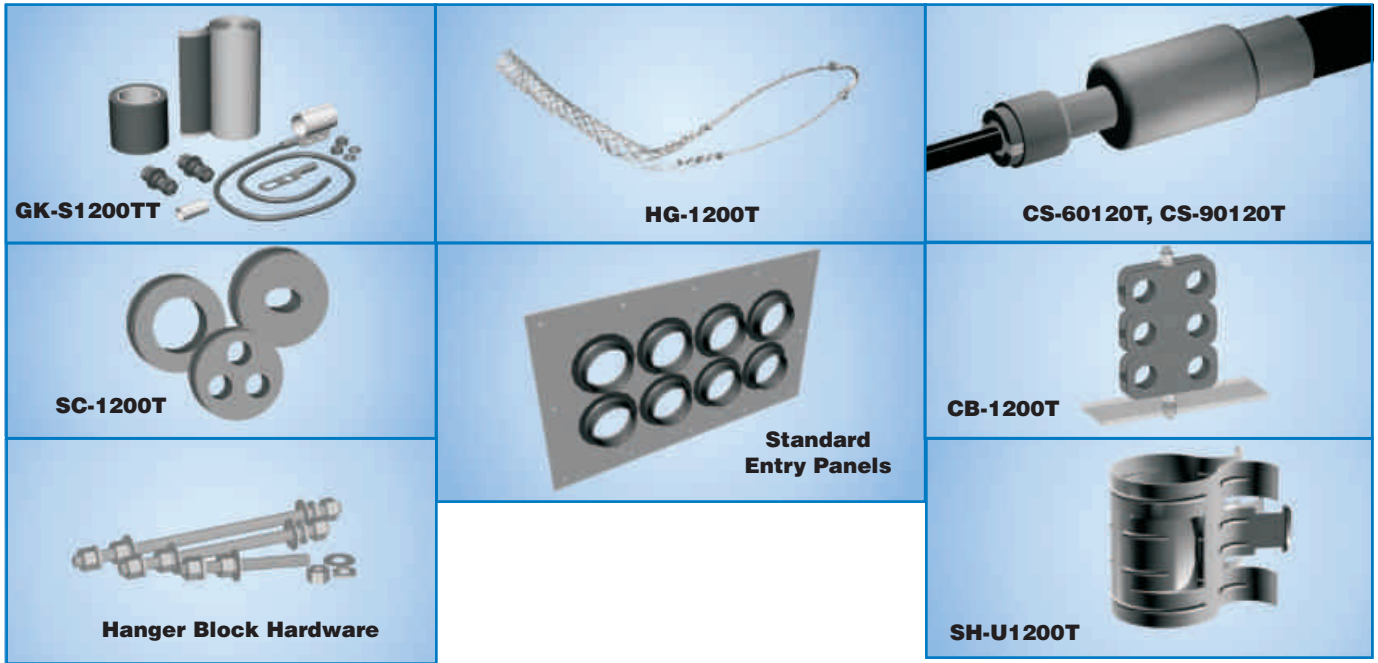 GK-S1200TT
HG-1200T
CS-60120T, CS-90120T
SC-1200T
Standard
Entry Panels
CB-1200T
Hanger Block Hardware
SH-U1200T